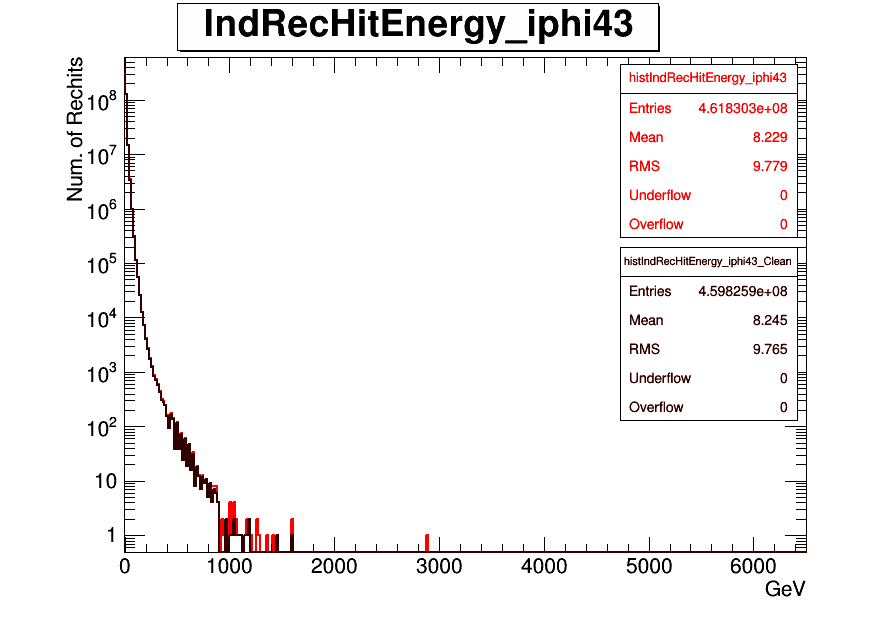 IndRecHitEnergy_iphi43
Num. of Rechits
10^8
10^7
10^6
10^5
10^4
10^3
10^2
10
1
histIndRecHitEnergy_iphi43
Entries 4.618303e+08
Mean 8.229
RMS 9.779
Underflow 0
Overflow 0
histIndRecHitEnergy_iphi43_Clean
Entries 4.598259e+08
Mean 8.245
RMS 9.765
Underflow 0
Overflow 0
0 1000 2000 3000 4000 5000 6000
GeV